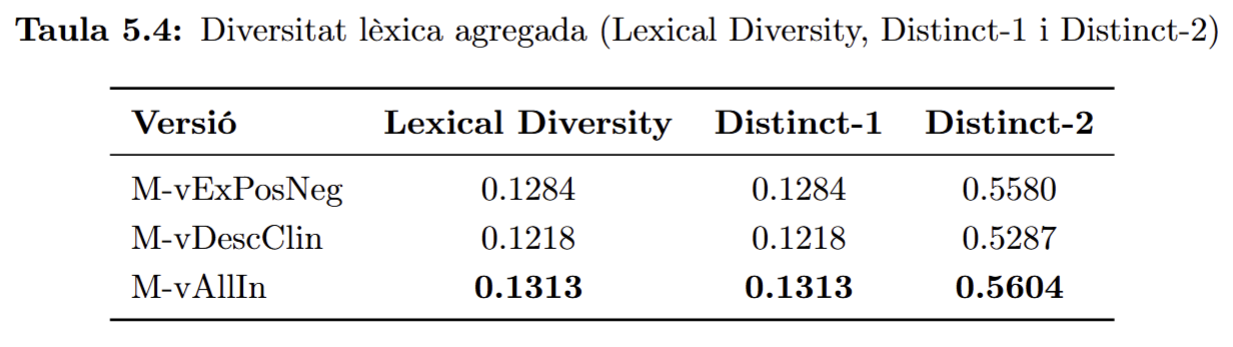 Taula 5.4: Diversitat lèxica agregada (Lexical Diversity, Distinct-1 i Distinct-2)
Versió Lexical Diversity Distinct-1 Distinct-2
M-vExPosNeg 0.1284 0.1284 0.5580
M-vDescClin 0.1218 0.1218 0.5287
M-vAllIn 0.1313 0.1313 0.5604